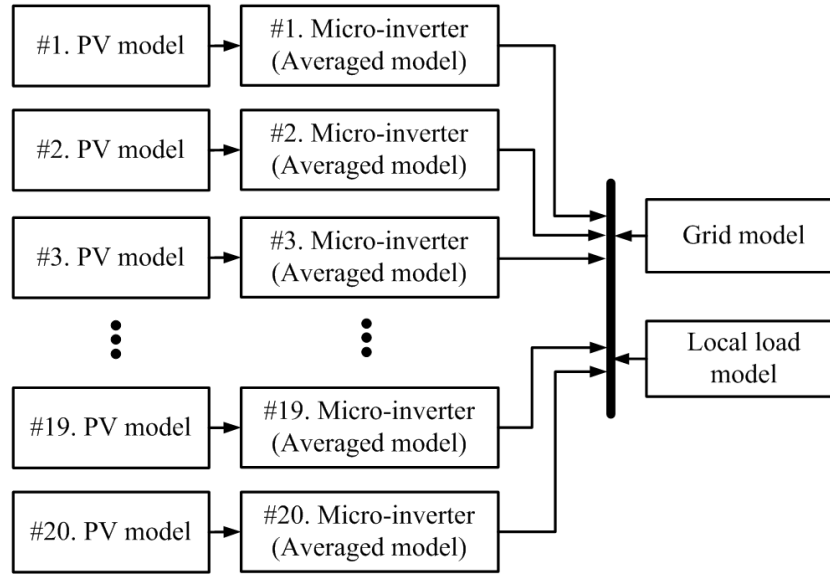 #1. PV model
#1. Micro-inverter
(Averaged model)
#2. PV model
#2. Micro-inverter
(Averaged model)
#3. PV model
#3. Micro-inverter
(Averaged model)
Grid model
Local load
model
#19. PV model
#19. Micro-inverter
(Averaged model)
#20. PV model
#20. Micro-inverter
(Averaged model)